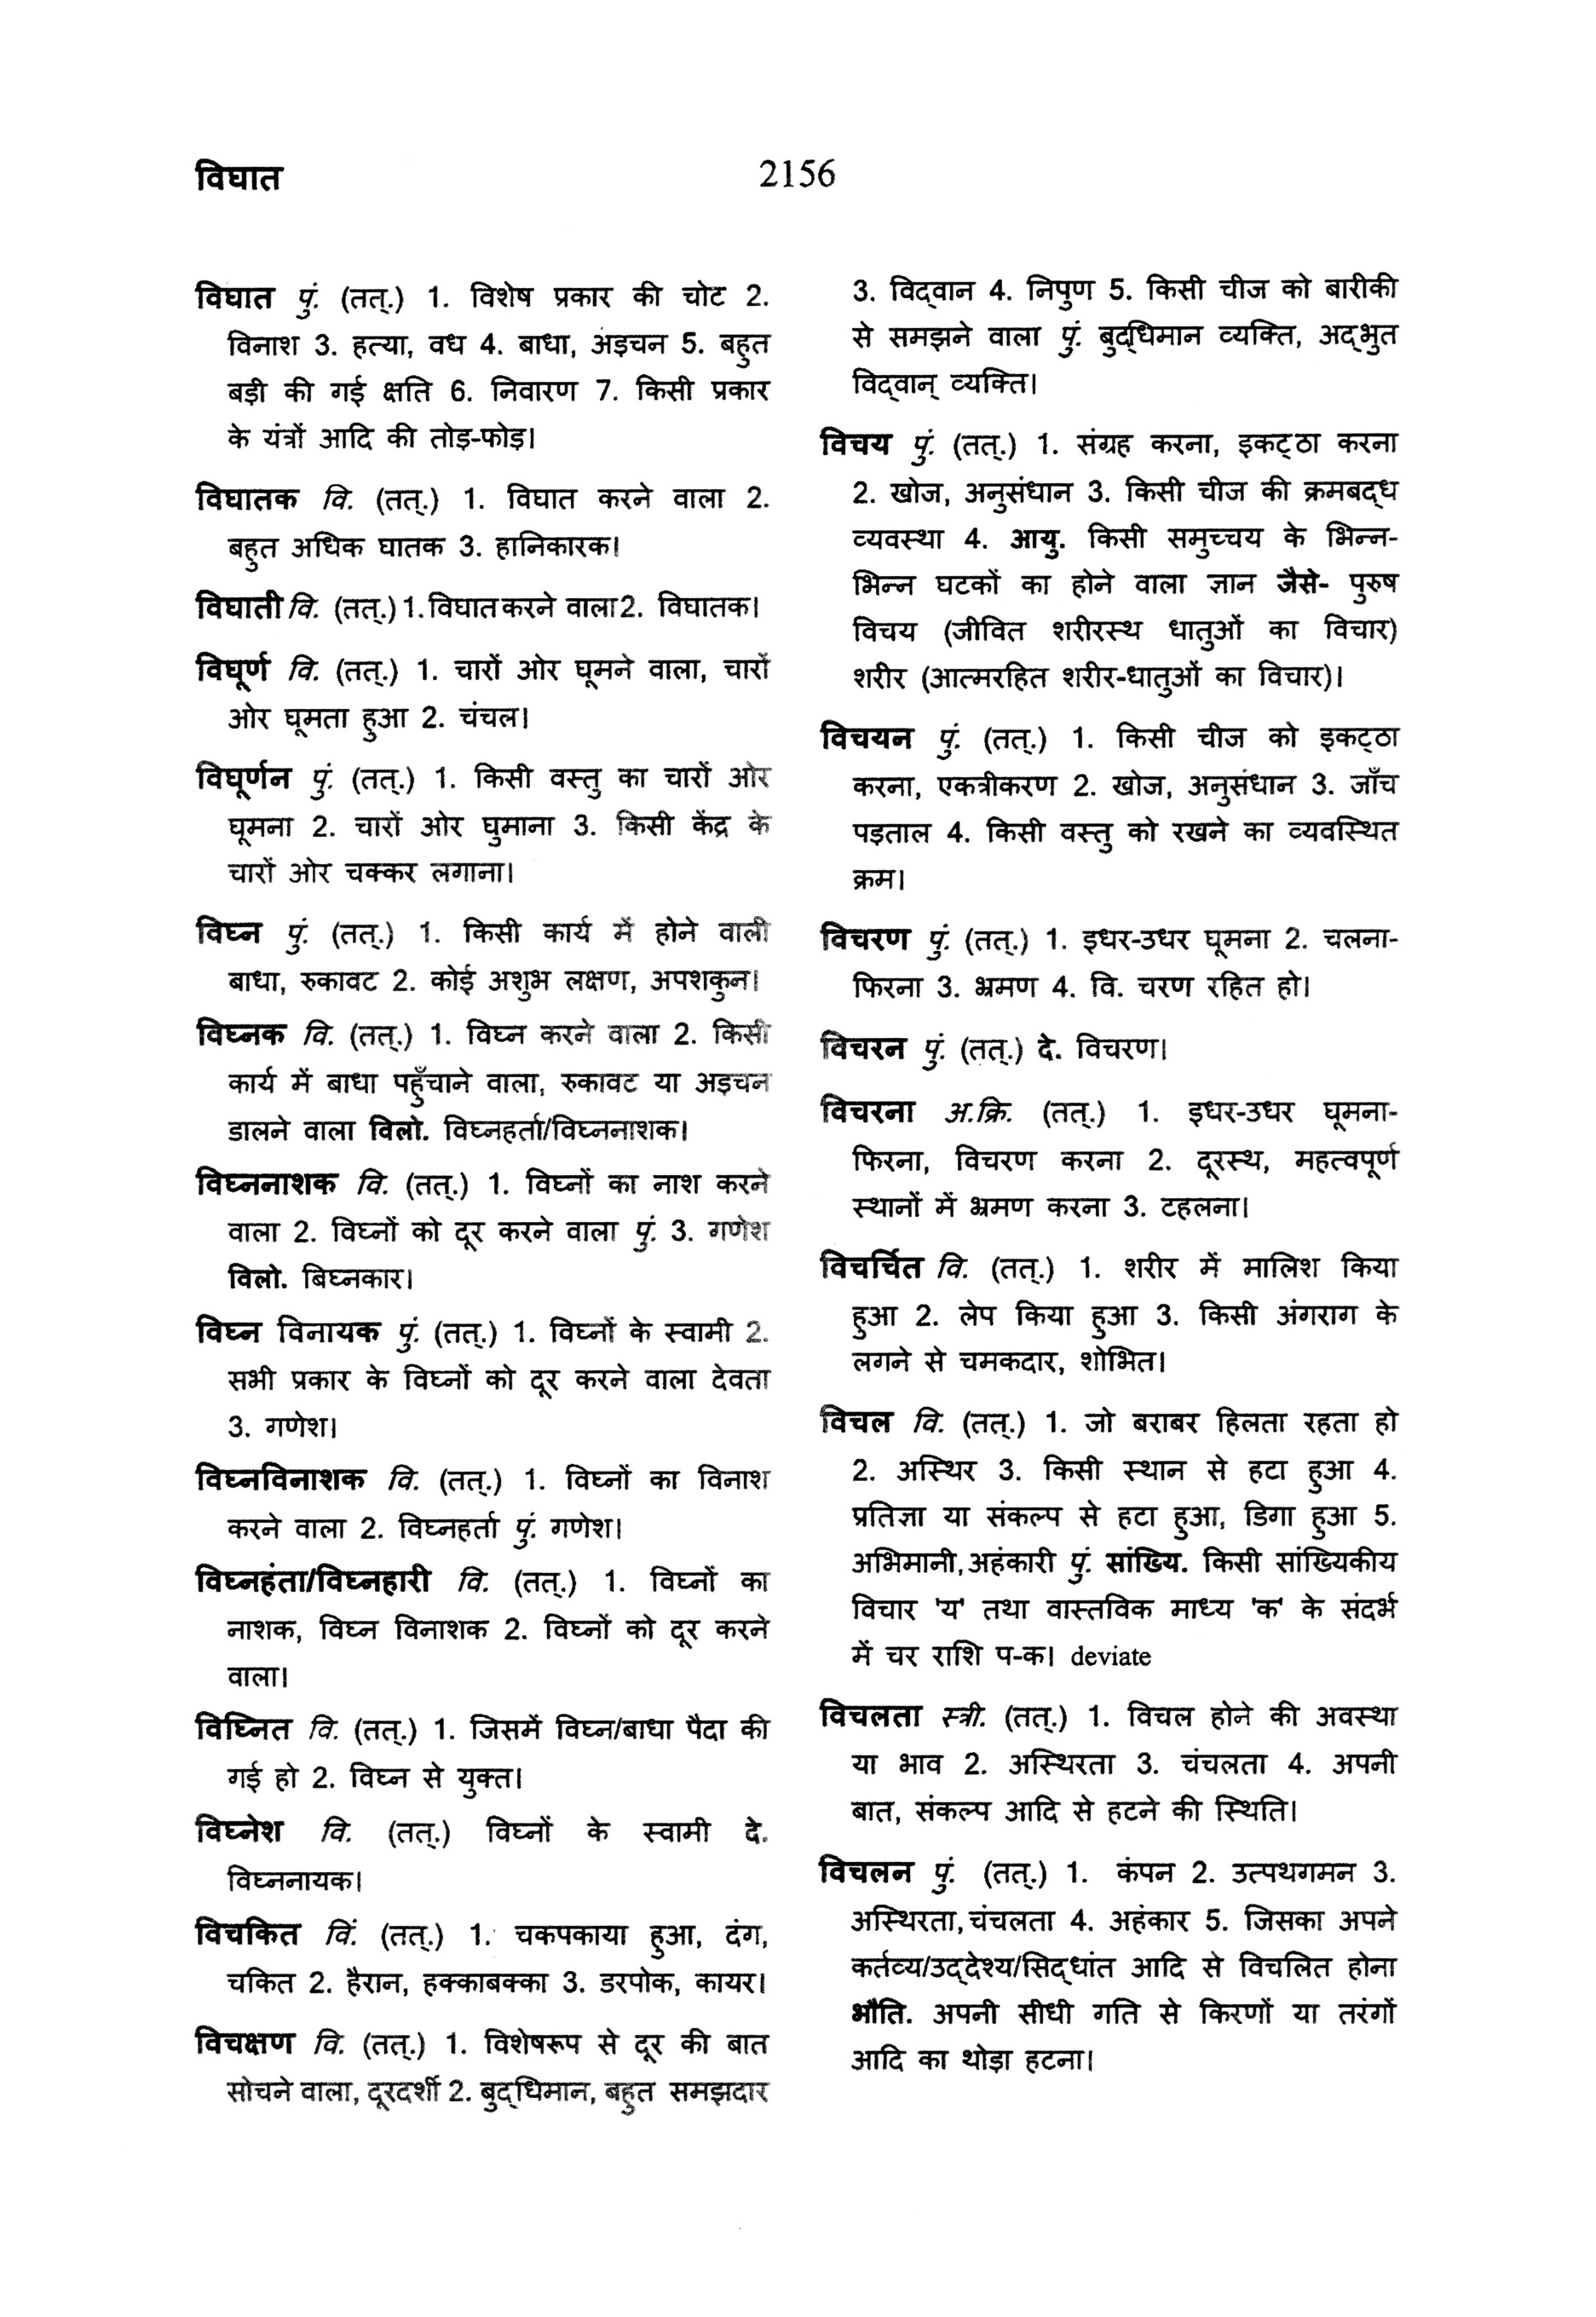 विघात
2156
विघात पुं. (तत्.) 1. विशेष प्रकार की चोट 2.
विनाश 3. हत्या, वध 4. बाधा, अड़चन 5. बहुत
बड़ी की गई क्षति 6. निवारण 7. किसी प्रकार
के यंत्रों आदि की तोड़-फोड़।
विघातक वि. (तत्.) 1. विघात करने वाला 2.
बहुत अधिक घातक 3. हानिकारक।
विघाती वि. (तत्.) 1. विघात करने वाला 2. विघातक।
विघूर्ण वि. (तत्.) 1. चारों ओर घूमने वाला, चारों
ओर घूमता हुआ 2. चंचल।
विघूर्णन पुं. (तत्.) 1. किसी वस्तु का चारों ओर
घूमना 2. चारों ओर घुमाना 3. किसी केंद्र के
चारों ओर चक्कर लगाना।
विघ्न पुं. (तत्.) 1. किसी कार्य में होने वाली
बाधा, रुकावट 2. कोई अशुभ लक्षण, अपशकुन।
विघ्नक वि. (तत्.) 1. विघ्न करने वाला 2. किसी
कार्य में बाधा पहुँचाने वाला, रुकावट या अड़चन
डालने वाला विलो. विघ्नहर्ता/विघ्ननाशक।
विघ्ननाशक वि. (तत्.) 1. विघ्नों का नाश करने
वाला 2. विघ्नों को दूर करने वाला पुं. 3. गणेश
विलो. बिघ्नकार।
विघ्न विनायक पुं. (तत्.) 1. विघ्नों के स्वामी 2.
सभी प्रकार के विघ्नों को दूर करने वाला देवता
3. गणेश।
विघ्नविनाशक वि. (तत्.) 1. विघ्नों का विनाश
करने वाला 2. विघ्नहर्ता पुं. गणेश।
विघ्नहंता/विघ्नहारी वि. (तत्.) 1. विघ्नों का
नाशक, विघ्न विनाशक 2. विघ्नों को दूर करने
वाला।
विघ्नित वि. (तत्.) 1. जिसमें विघ्न/बाधा पैदा की
गई हो 2. विघ्न से युक्त।
विघ्नेश वि. (तत्.) विघ्नों के स्वामी दे.
विघ्ननायक।
विचकित वि. (तत्.) 1. चकपकाया हुआ, दंग,
चकित 2. हैरान, हक्काबक्का 3. डरपोक, कायर।
विचक्षण वि. (तत्.) 1. विशेषरूप से दूर की बात
सोचने वाला, दूरदर्शी 2. बुद्‌धिमान, बहुत समझदार
3. विद्‌वान 4. निपुण 5. किसी चीज को बारीकी
से समझने वाला पुं. बुद्‌धिमान व्यक्ति, अद्‌भुत
विद्‌वान् व्यक्ति।
विचय पुं. (तत्.) 1. संग्रह करना, इकट्‌ठा करना
2. खोज, अनुसंधान 3. किसी चीज की क्रमबद्‌ध
व्यवस्था 4. आयु. किसी समुच्चय के भिन्न-
भिन्न घटकों का होने वाला ज्ञान जैसे- पुरुष
विचय (जीवित शरीरस्थ धातुओं का विचार)
शरीर (आत्मरहित शरीर-धातुओं का विचार)।
विचयन पुं. (तत्.) 1. किसी चीज को इकट्‌ठा
करना, एकत्रीकरण 2. खोज, अनुसंधान 3. जाँच
पड़ताल 4. किसी वस्तु को रखने का व्यवस्थित
क्रम।
विचरण पुं. (तत्.) 1. इधर-उधर घूमना 2. चलना-
फिरना 3. भ्रमण 4. वि. चरण रहित हो।
विचरन पुं. (तत्.) दे. विचरण।
विचरना अ.क्रि. (तत्.) 1. इधर-उधर घूमना-
फिरना, विचरण करना 2. दूरस्थ, महत्वपूर्ण
स्थानों में भ्रमण करना 3. टहलना।
विचर्चित वि. (तत्.) 1. शरीर में मालिश किया
हुआ 2. लेप किया हुआ 3. किसी अंगराग के
लगने से चमकदार, शोभित।
विचल वि. (तत्.) 1. जो बराबर हिलता रहता हो
2. अस्थिर 3. किसी स्थान से हटा हुआ 4.
प्रतिज्ञा या संकल्प से हटा हुआ, डिगा हुआ 5.
अभिमानी, अहंकारी पुं. सांख्यि. किसी सांख्यिकीय
विचार 'य' तथा वास्तविक माध्य 'क' के संदर्भ
में चर राशि प-क। deviate
विचलता स्त्री. (तत्.) 1. विचल होने की अवस्था
या भाव 2. अस्थिरता 3. चंचलता 4. अपनी
बात, संकल्प आदि से हटने की स्थिति।
विचलन पुं. (तत्.) 1. कंपन 2. उत्पथगमन 3.
अस्थिरता, चंचलता 4. अहंकार 5. जिसका अपने
कर्तव्य/उद्‌देश्य/सिद्‌धांत आदि से विचलित होना
भौति. अपनी सीधी गति से किरणों या तरंगों
आदि का थोड़ा हटना।